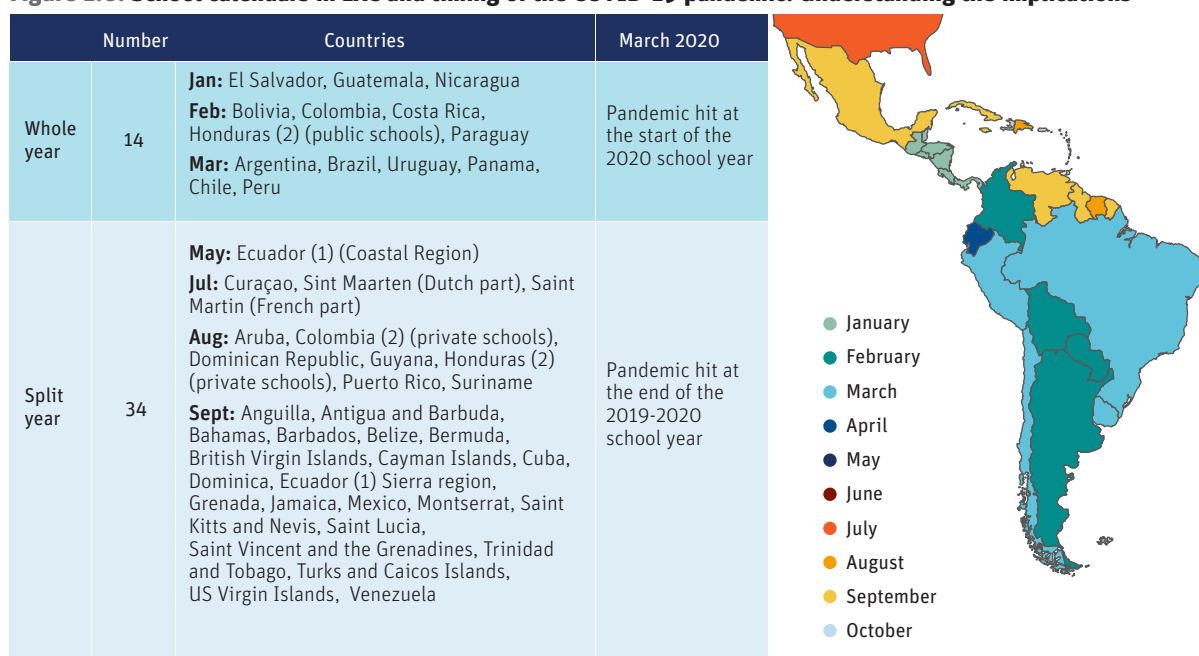 Number Countries March 2020
Whole
year
14
Jan: El Salvador, Guatemala, Nicaragua
Feb: Bolivia, Colombia, Costa Rica,
Honduras (2) (public schools), Paraguay
Mar: Argentina, Brazil, Uruguay, Panama,
Chile, Peru
Pandemic hit at
the start of the
2020 school year
Split
year
34
May: Ecuador (1) (Coastal Region)
Jul: Curaçao, Sint Maarten (Dutch part), Saint
Martin (French part)
Aug: Aruba, Colombia (2) (private schools),
Dominican Republic, Guyana, Honduras (2)
(private schools), Puerto Rico, Suriname
Sept: Anguilla, Antigua and Barbuda,
Bahamas, Barbados, Belize, Bermuda,
British Virgin Islands, Cayman Islands, Cuba,
Dominica, Ecuador (1) Sierra region,
Grenada, Jamaica, Mexico, Montserrat, Saint
Kitts and Nevis, Saint Lucia,
Saint Vincent and the Grenadines, Trinidad
and Tobago, Turks and Caicos Islands,
US Virgin Islands, Venezuela
Pandemic hit at
the end of the
2019-2020
school year
January
February
March
April
May
June
July
August
September
October